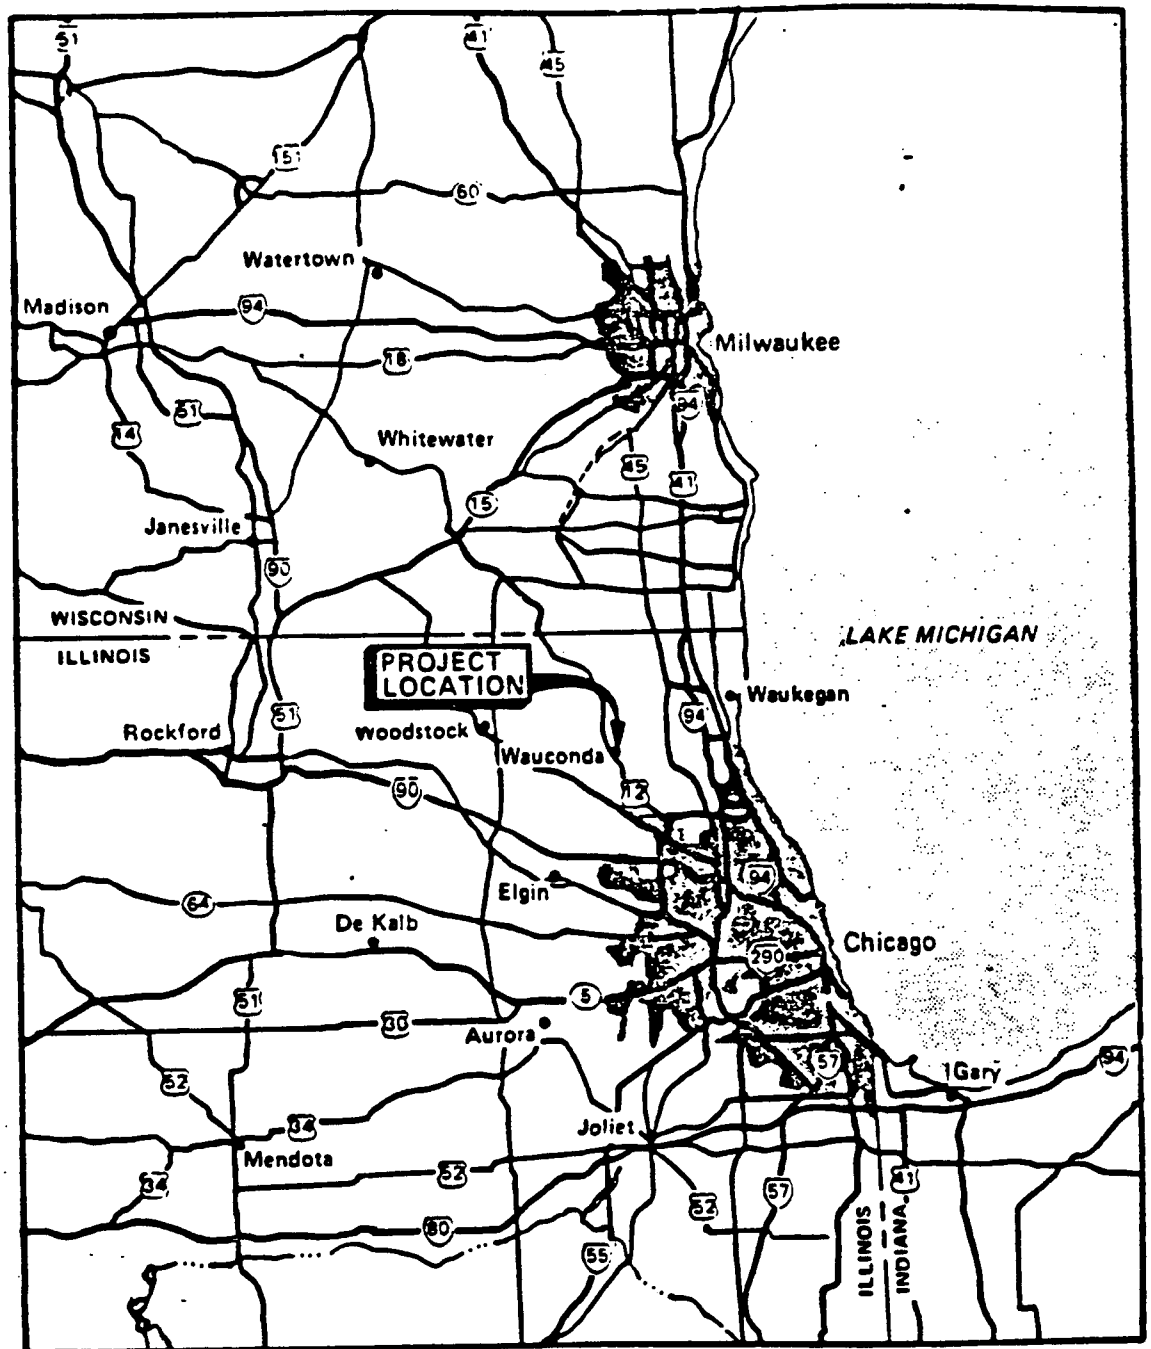 51
41
45
151
60
Watertown
Madison
94
Milwaukee
18
94
51
14
Whitewater
45
41
15
Janesville
90
WISCONSIN
ILLINOIS
LAKE MICHIGAN
PROJECT
LOCATION
Waukegan
94
51
Rockford
Woodstock
Wauconda
90
12
94
Elgin
64
De Kalb
Chicago
290
51
5
30
Aurora
57
Gary
94
52
34
Joliet
Mendota
34
52
57
52
41
80
55
ILLINOIS
INDIANA